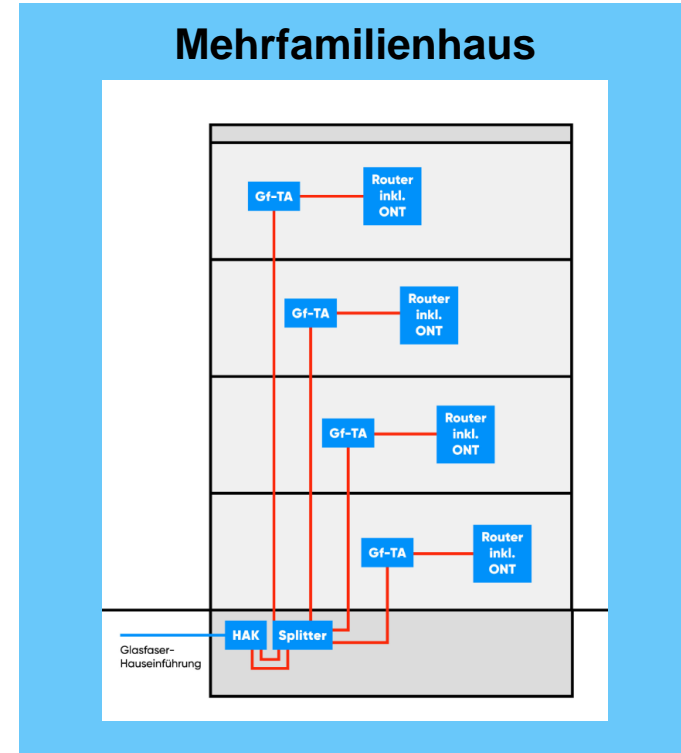 Mehrfamilienhaus
Gf-TA
Router
inkl.
ONT
Gf-TA
Router
inkl.
ONT
Gf-TA
Router
inkl.
ONT
Gf-TA
Router
inkl.
ONT
HAK
Splitter
Glasfaser-
Hauseinführung